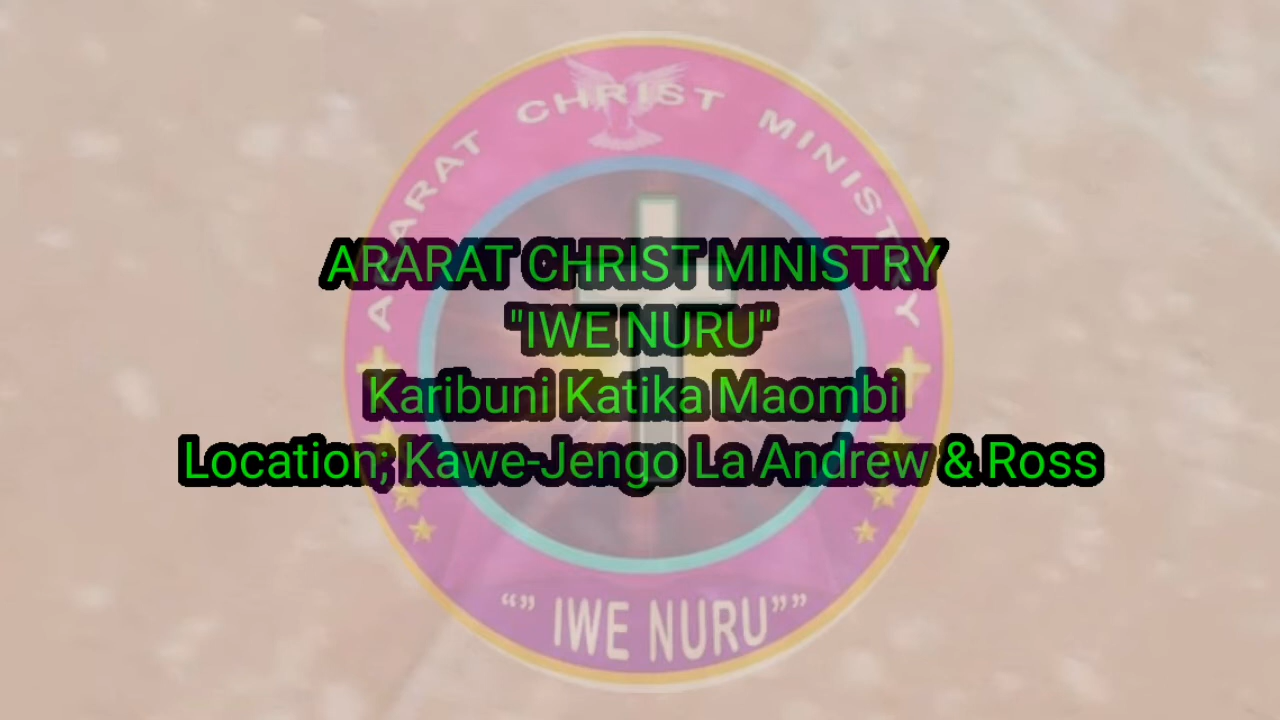 ARARAT CHRIST MINISTRY
ARARAT CHRIST MINISTRY
"IWE NURU"
Karibuni Katika Maombi
Location; Kawe-Jengo La Andrew & Ross
“” IWE NURU””